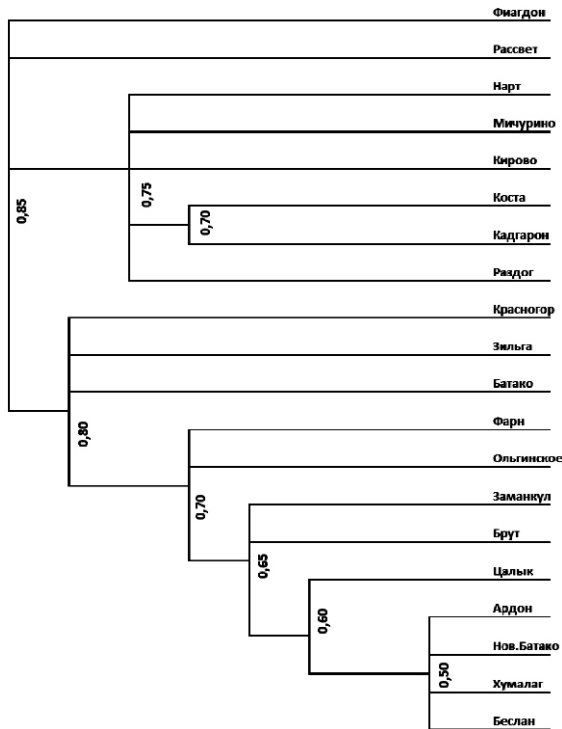 Фиагдон
Рассвет
Нарт
Мичурино
Кирово
0,75
Коста
0,85
0,70
Кадгарон
Раздог
Красногор
Зильга
Батако
Фарн
0,80
Ольгинское
Заманкул
0,70
Брут
0,65
Цалык
Ардон
0,60
Нов.Батако
0,50
Хумалаг
Беслан